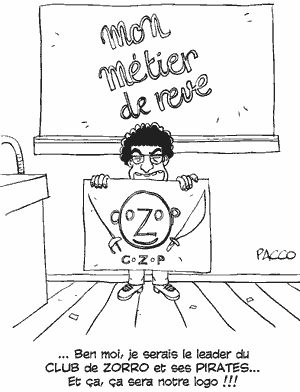 mon
métier
de reve
PACCO
COZOP
C·Z·P
... Ben moi, je serais le leader du
CLUB de ZORRO et ses PIRATES...
Et ça, ça sera notre logo !!!